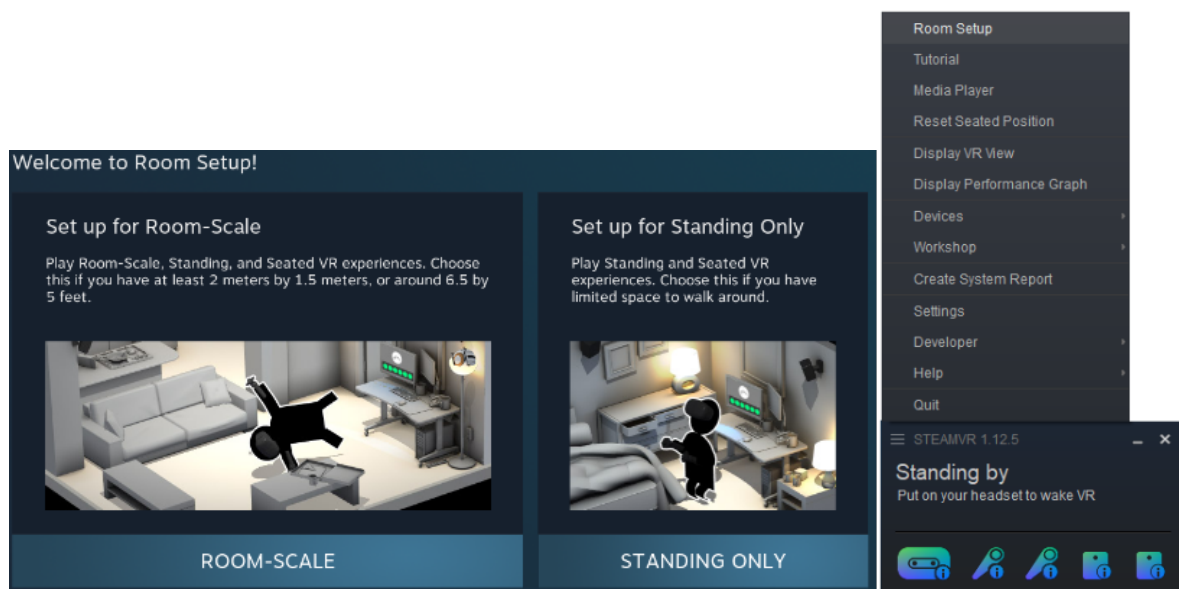 Welcome to Room Setup!
Set up for Room-Scale
Play Room-Scale, Standing, and Seated VR experiences. Choose
this if you have at least 2 meters by 1.5 meters, or around 6.5 by
5 feet.
ROOM-SCALE
Set up for Standing Only
Play Standing and Seated VR
experiences. Choose this if you have
limited space to walk around.
STANDING ONLY
Room Setup
Tutorial
Media Player
Reset Seated Position
Display VR View
Display Performance Graph
Devices
Workshop
Create System Report
Settings
Developer
Help
Quit
STEAMVR 1.12.5
Standing by
Put on your headset to wake VR